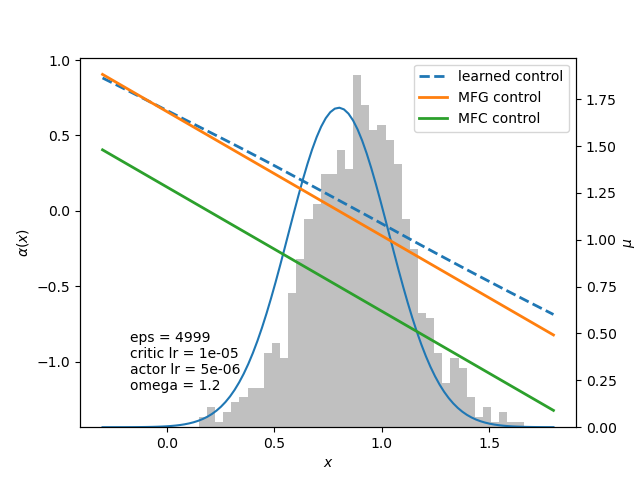 learned control
MFG control
MFC control
eps = 4999
critic lr = 1e-05
actor lr = 5e-06
omega = 1.2
1.0
0.5
0.0
−0.5
−1.0
α(x)
0.0
0.5
1.0
1.5
x
1.75
1.50
1.25
1.00
0.75
0.50
0.25
0.00
μ